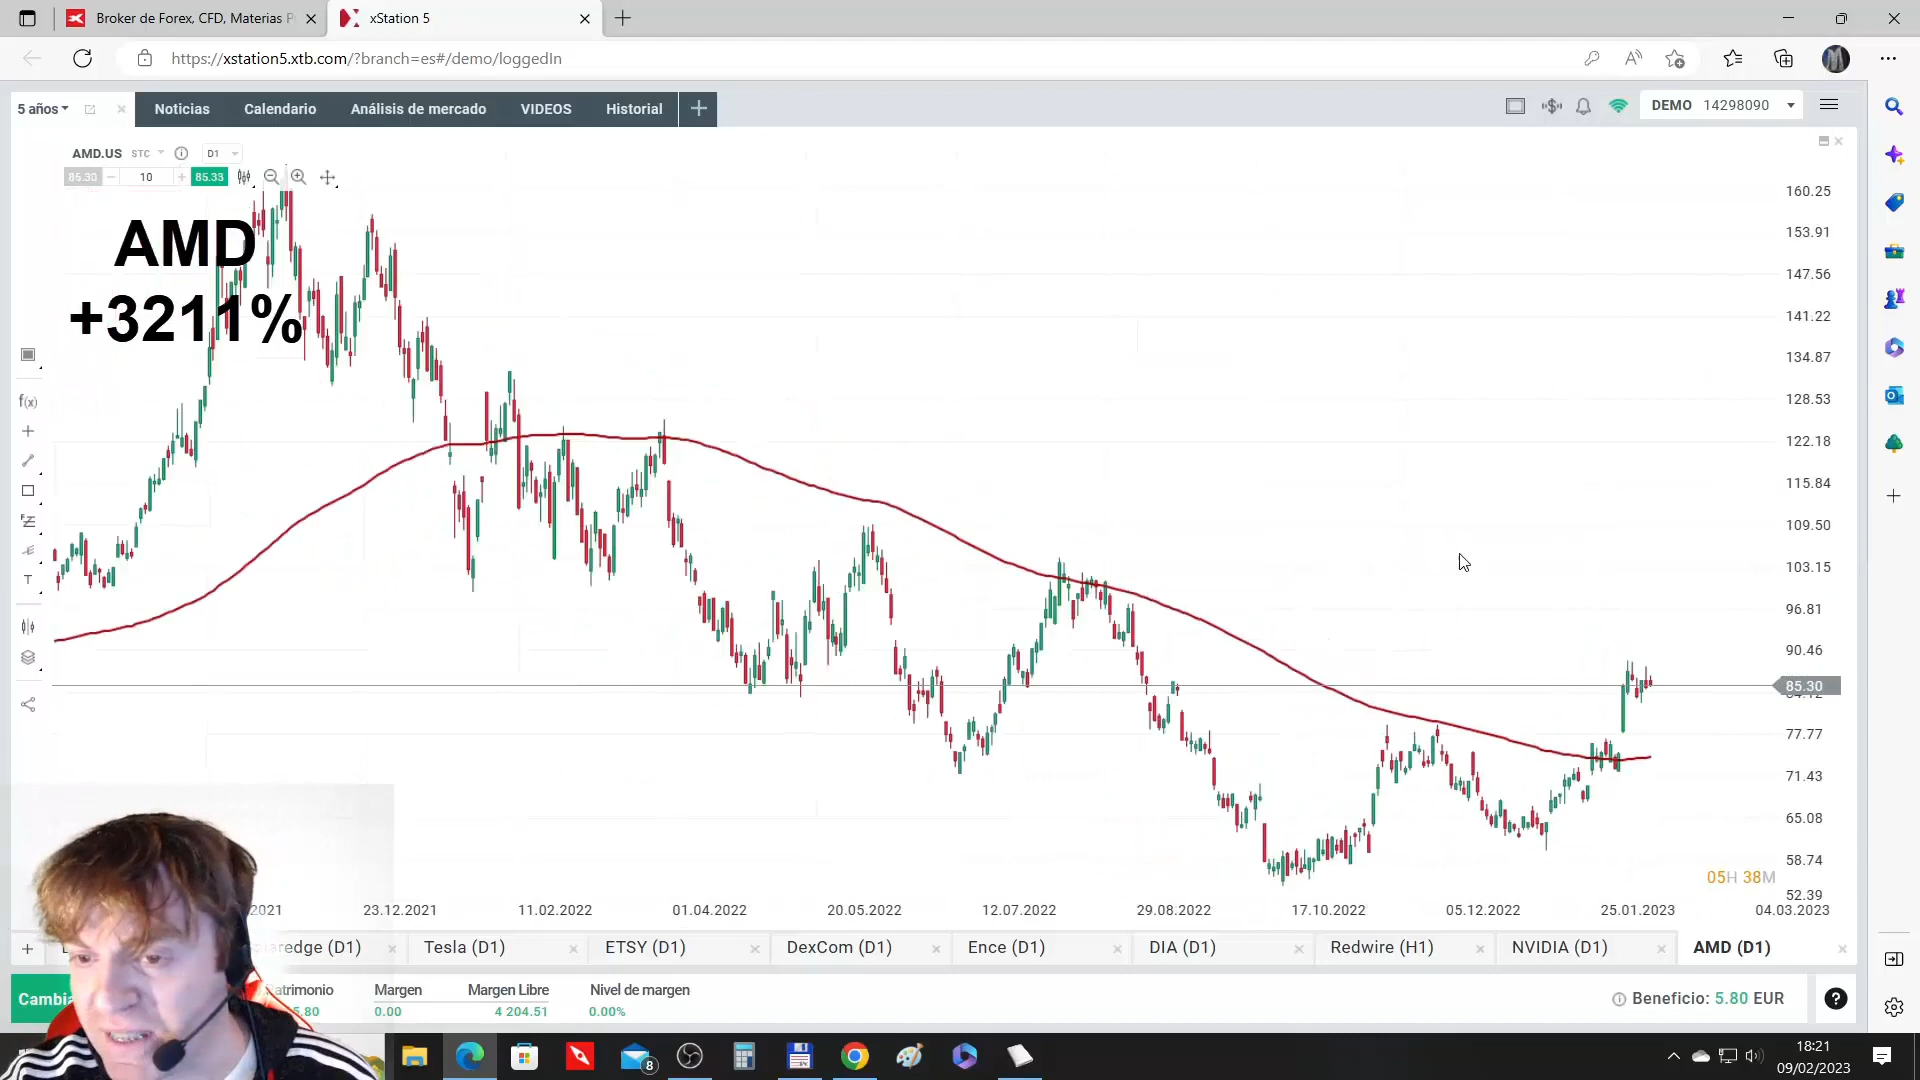 Broker de Forex, CFD, Materias P
xStation 5
https://xstation5.xtb.com/?branch=es#/demo/loggedIn
5 años
Noticias
Calendario
Análisis de mercado
VIDEOS
Historial
DEMO 14298090
AMD.US STC
D1
85.30
10
85.33
AMD
+3211%
160.25
153.91
147.56
141.22
134.87
128.53
122.18
115.84
109.50
103.15
96.81
90.46
85.30
77.77
71.43
65.08
58.74
52.39
f(x)
T
05H 38M
2021
23.12.2021
11.02.2022
01.04.2022
20.05.2022
12.07.2022
29.08.2022
17.10.2022
05.12.2022
25.01.2023
04.03.2023
Tesla (D1)
ETSY (D1)
DexCom (D1)
Ence (D1)
DIA (D1)
Redwire (H1)
NVIDIA (D1)
AMD (D1)
Margen
0.00
Margen Libre
4 204.51
Nivel de margen
0.00%
Beneficio: 5.80 EUR
8
18:21
09/02/2023